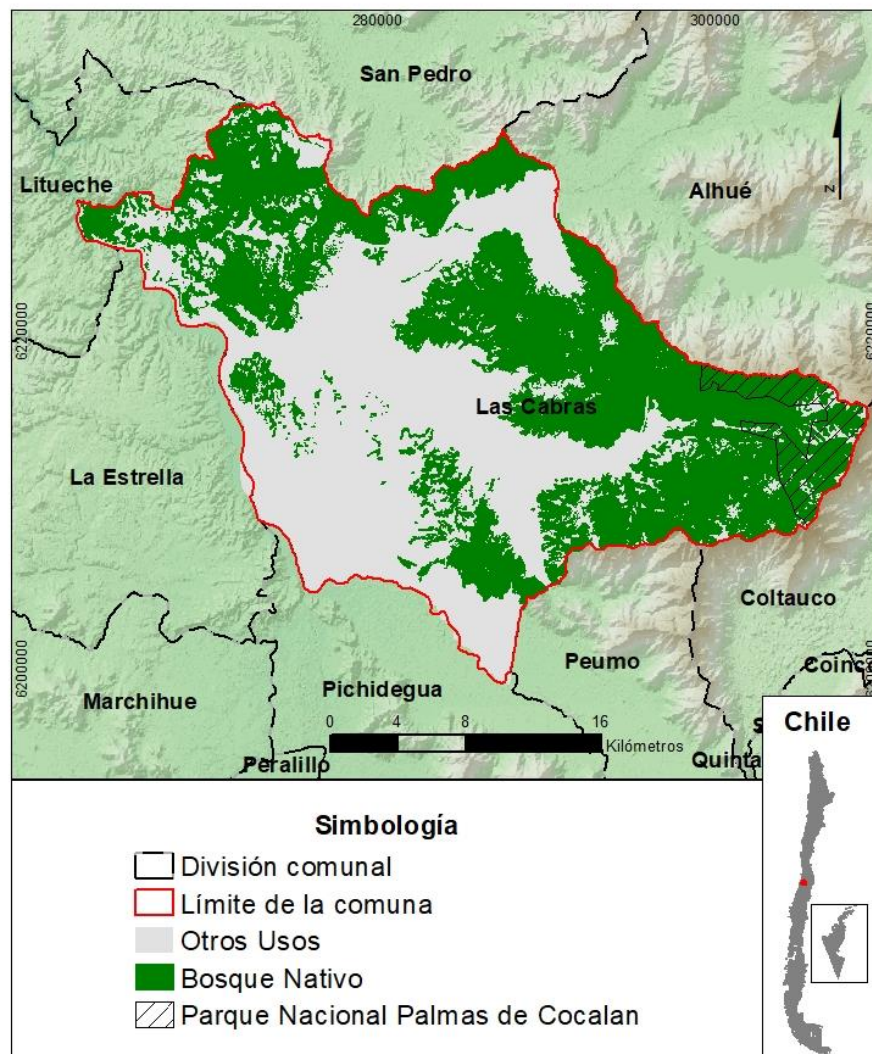 280000
300000
San Pedro
Litueche
Alhué
N
6220000
6220000
Las Cabras
La Estrella
Coltauco
6200000
Peumo
Marchihue
Pichidegua
0 4 8 16
Kilómetros
Peralillo
Chile
Simbología
División comunal
Límite de la comuna
Otros Usos
Bosque Nativo
Parque Nacional Palmas de Cocalan